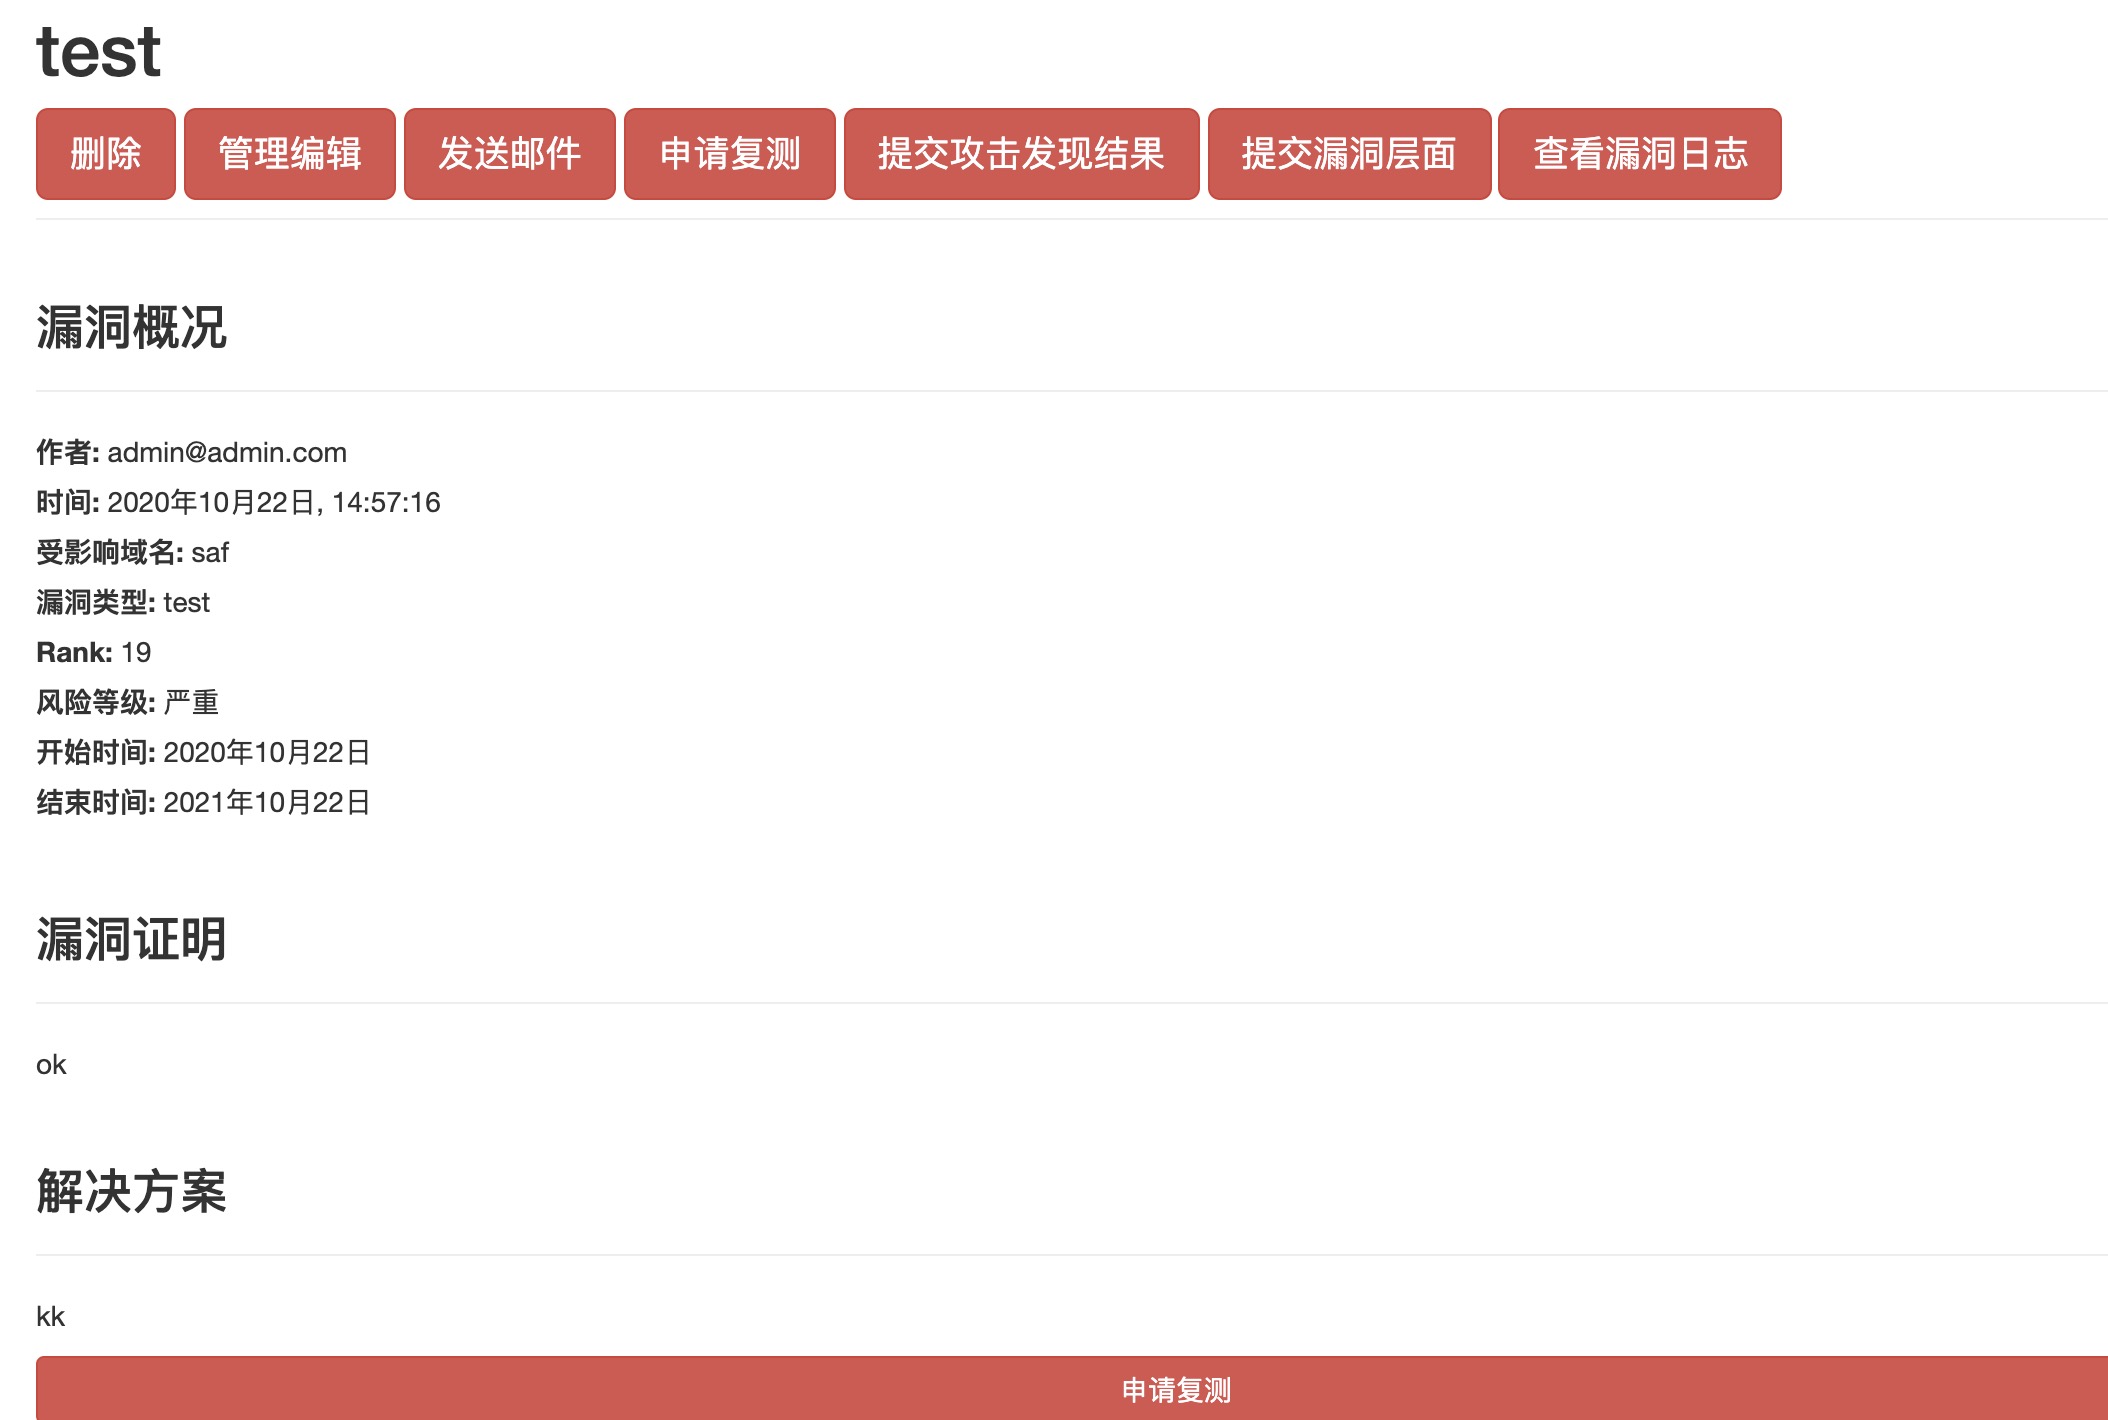 test
删除 管理编辑 发送邮件 申请复测 提交攻击发现结果 提交漏洞层面 查看漏洞日志
漏洞概况
作者: admin@admin.com
时间: 2020年10月22日, 14:57:16
受影响域名: saf
漏洞类型: test
Rank: 19
风险等级: 严重
开始时间: 2020年10月22日
结束时间: 2021年10月22日
漏洞证明
ok
解决方案
kk
申请复测